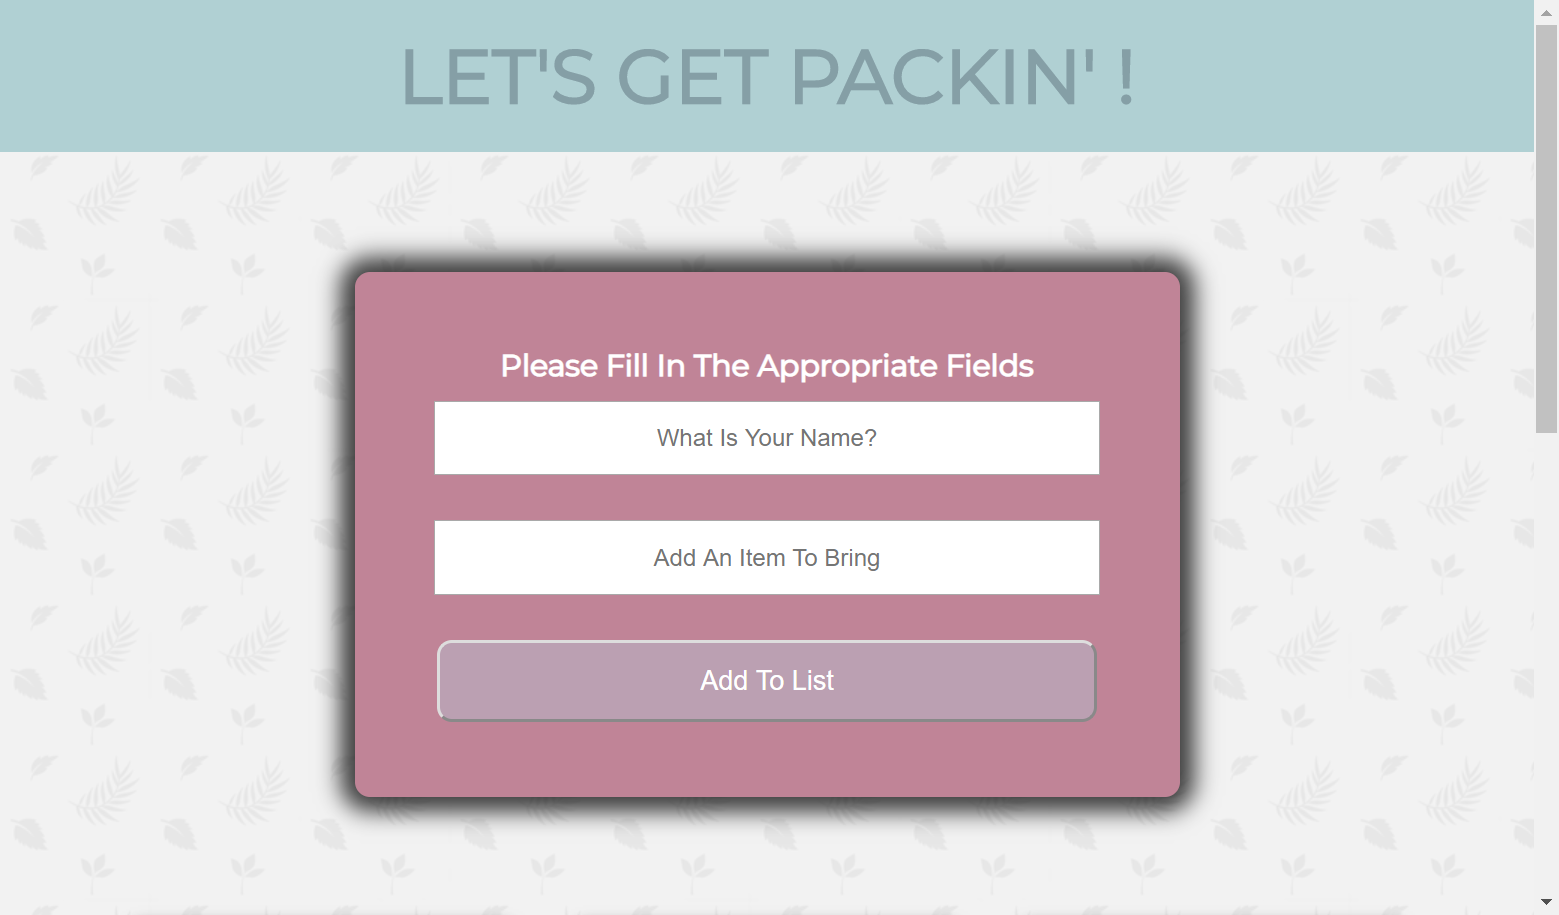 LET'S GET PACKIN' !
Please Fill In The Appropriate Fields
What Is Your Name?
Add An Item To Bring
Add To List